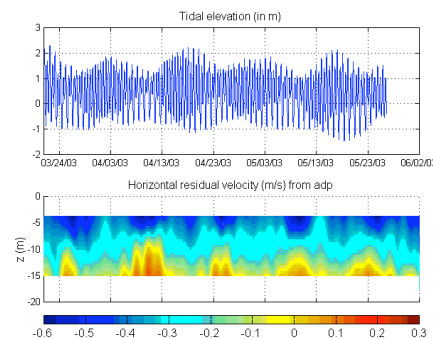 Tidal elevation (in m)
3
2
1
0
-1
-2
03/24/03 04/03/03 04/13/03 04/23/03 05/03/03 05/13/03 05/23/03 06/02/03
Horizontal residual velocity (m/s) from adp
0
-5
-10
-15
-20
z (m)
-0.6 -0.5 -0.4 -0.3 -0.2 -0.1 0 0.1 0.2 0.3